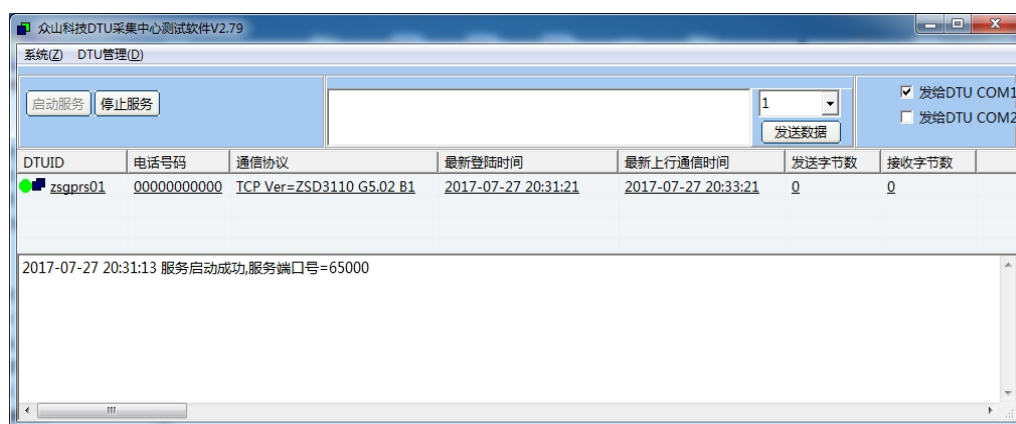 众山科技DTU采集中心测试软件V2.79
系统(Z) DTU管理(D)
启动服务 停止服务 1 发给DTU COM1
发送数据 发给DTU COM2
DTUID 电话号码 通信协议 最新登陆时间 最新上行通信时间 发送字节数 接收字节数
zsgprs01 00000000000 TCP Ver=ZSD3110 G5.02 B1 2017-07-27 20:31:21 2017-07-27 20:33:21 0 0
2017-07-27 20:31:13 服务启动成功,服务端口号=65000